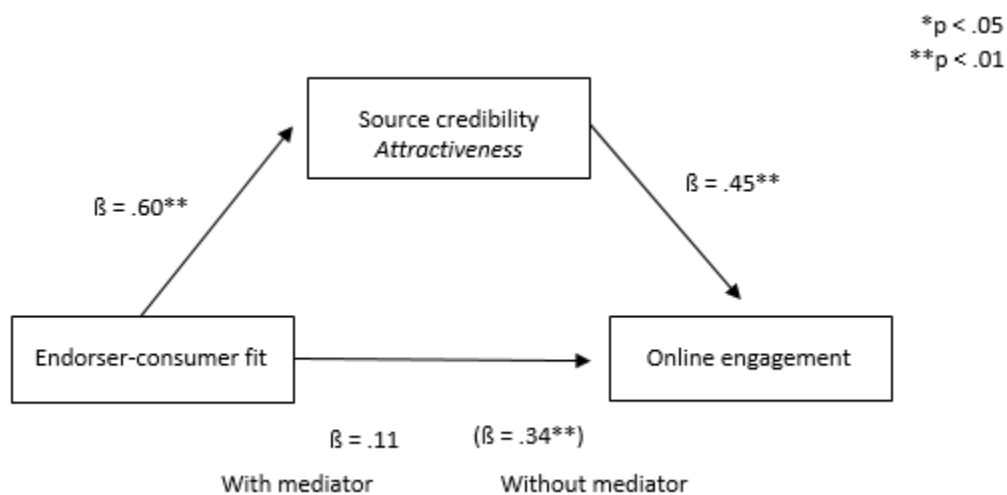 *p < .05
**p < .01
Source credibility
Attractiveness
ß = .60**
ß = .45**
Endorser-consumer fit
Online engagement
ß = .11
(ß = .34**)
With mediator
Without mediator